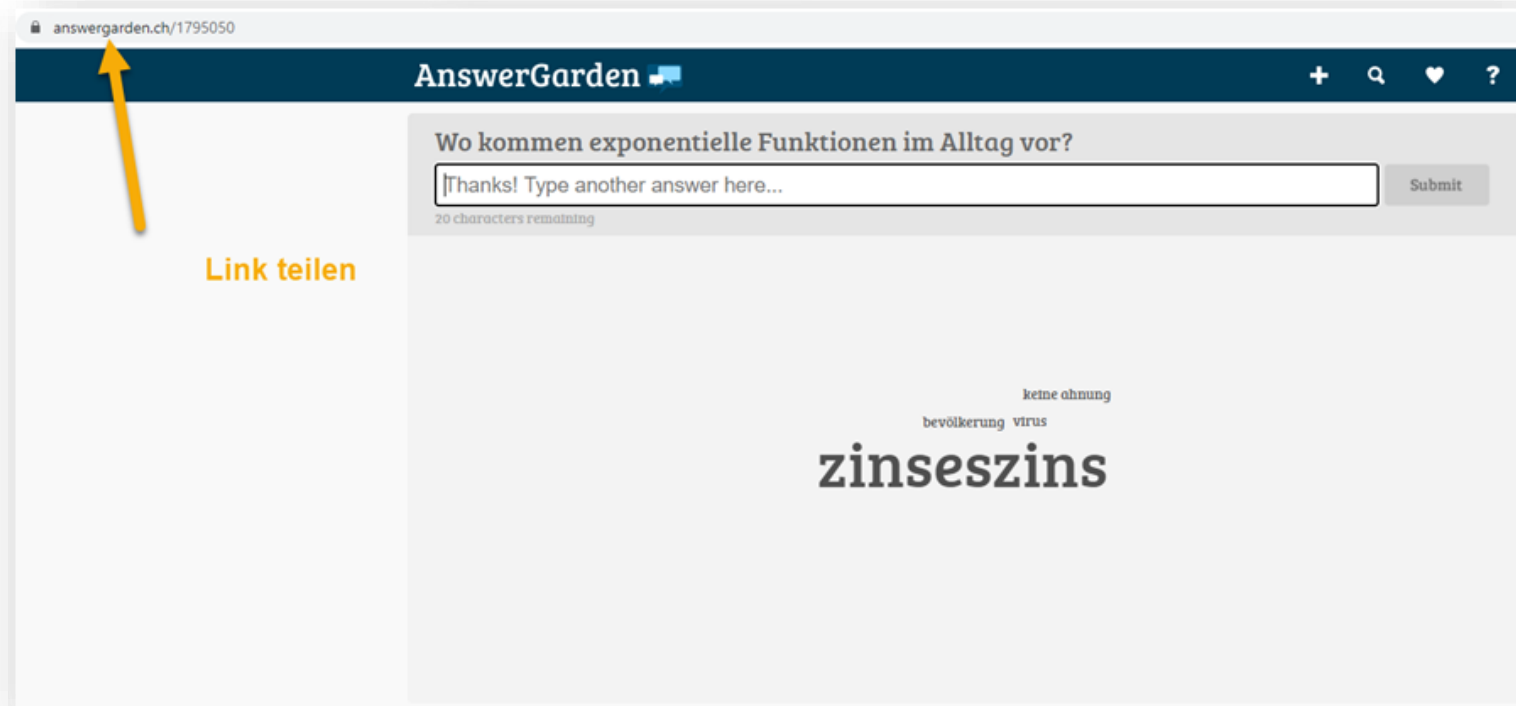 answergarden.ch/1795050
AnswerGarden
Wo kommen exponentielle Funktionen im Alltag vor?
Thanks! Type another answer here...
Submit
20 characters remaining
Link teilen
keine ahnung
bevölkerung virus
zinseszins